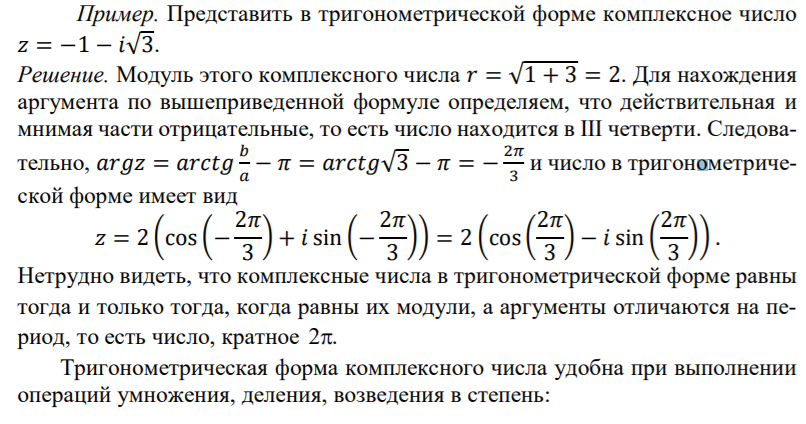 Пример. Представить в тригонометрической форме комплексное число
z = −1 − i√3.
Решение. Модуль этого комплексного числа r = √(1 + 3) = 2. Для нахождения
аргумента по вышеприведенной формуле определяем, что действительная и
мнимая части отрицательные, то есть число находится в III четверти. Следова-
тельно, argz = arctg b/a − π = arctg√3 − π = − 2π/3 и число в тригонометриче-
ской форме имеет вид
z = 2 (cos (− 2π/3) + i sin (− 2π/3)) = 2 (cos (2π/3) − i sin (2π/3)).
Нетрудно видеть, что комплексные числа в тригонометрической форме равны
тогда и только тогда, когда равны их модули, а аргументы отличаются на пе-
риод, то есть число, кратное 2π.
Тригонометрическая форма комплексного числа удобна при выполнении
операций умножения, деления, возведения в степень: